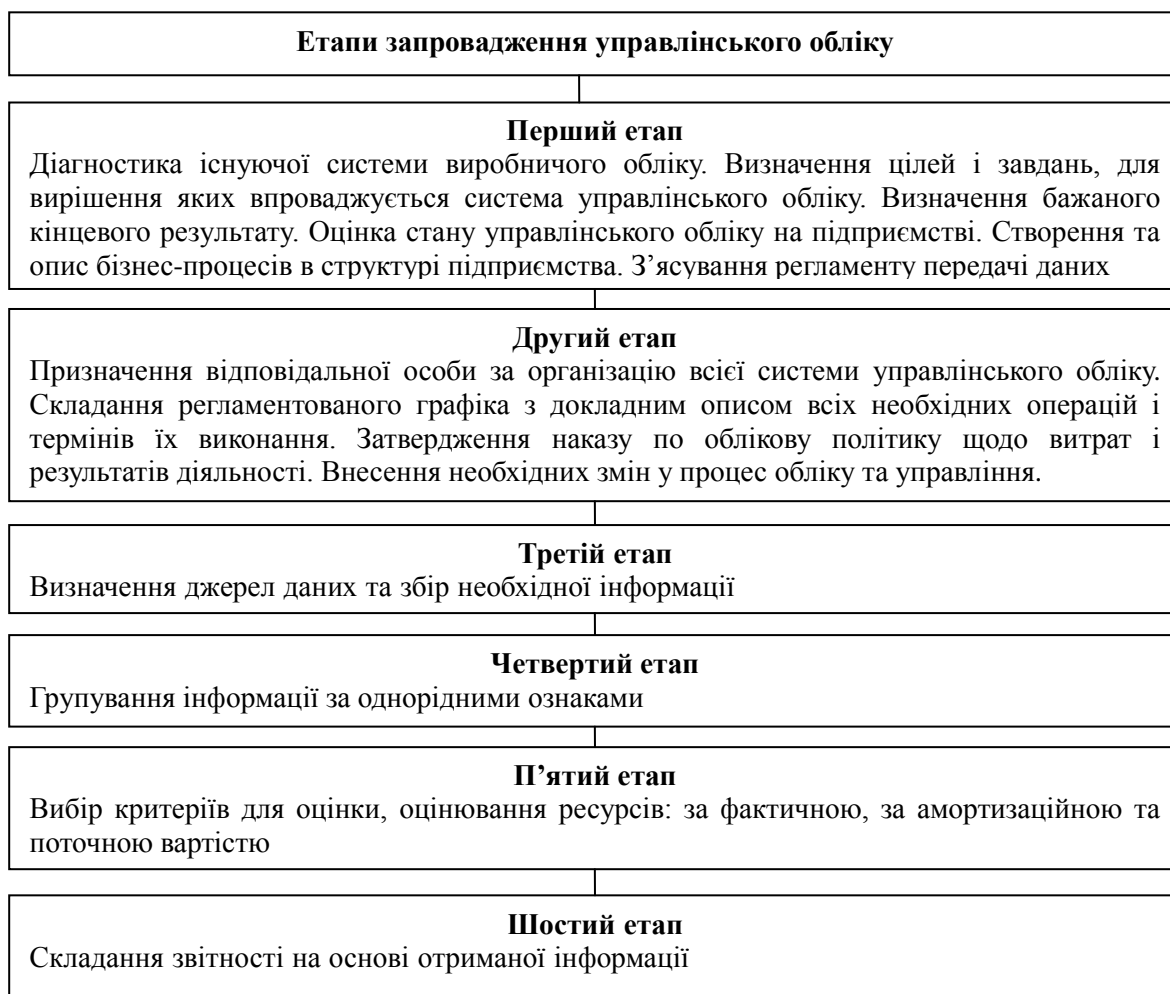 Етапи запровадження управлінського обліку
Перший етап
Діагностика існуючої системи виробничого обліку. Визначення цілей і завдань, для
вирішення яких впроваджується система управлінського обліку. Визначення бажаного
кінцевого результату. Оцінка стану управлінського обліку на підприємстві. Створення та
опис бізнес-процесів в структурі підприємства. З’ясування регламенту передачі даних
Другий етап
Призначення відповідальної особи за організацію всієї системи управлінського обліку.
Складання регламентованого графіка з докладним описом всіх необхідних операцій і
термінів їх виконання. Затвердження наказу по облікову політику щодо витрат і
результатів діяльності. Внесення необхідних змін у процес обліку та управління.
Третій етап
Визначення джерел даних та збір необхідної інформації
Четвертий етап
Групування інформації за однорідними ознаками
П’ятий етап
Вибір критеріїв для оцінки, оцінювання ресурсів: за фактичною, за амортизаційною та
поточною вартістю
Шостий етап
Складання звітності на основі отриманої інформації